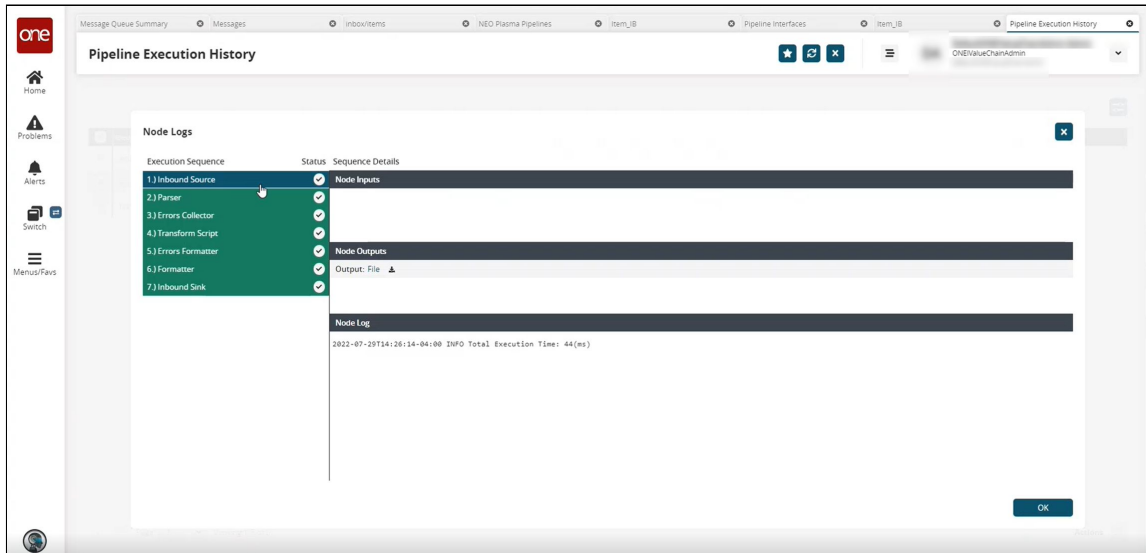 one
Message Queue Summary
Messages
inbox/items
NEO Plasma Pipelines
Item_IB
Pipeline Interfaces
Item_IB
Pipeline Execution History
Pipeline Execution History
ONE\ValueChainAdmin
Home
Problems
Alerts
Switch
Menus/Favs
Node Logs
Execution Sequence Status Sequence Details
1.) Inbound Source
2.) Parser
3.) Errors Collector
4.) Transform Script
5.) Errors Formatter
6.) Formatter
7.) Inbound Sink
Node Inputs
Node Outputs
Output: File
Node Log
2022-07-29T14:26:14-04:00 INFO Total Execution Time: 44(ms)
OK